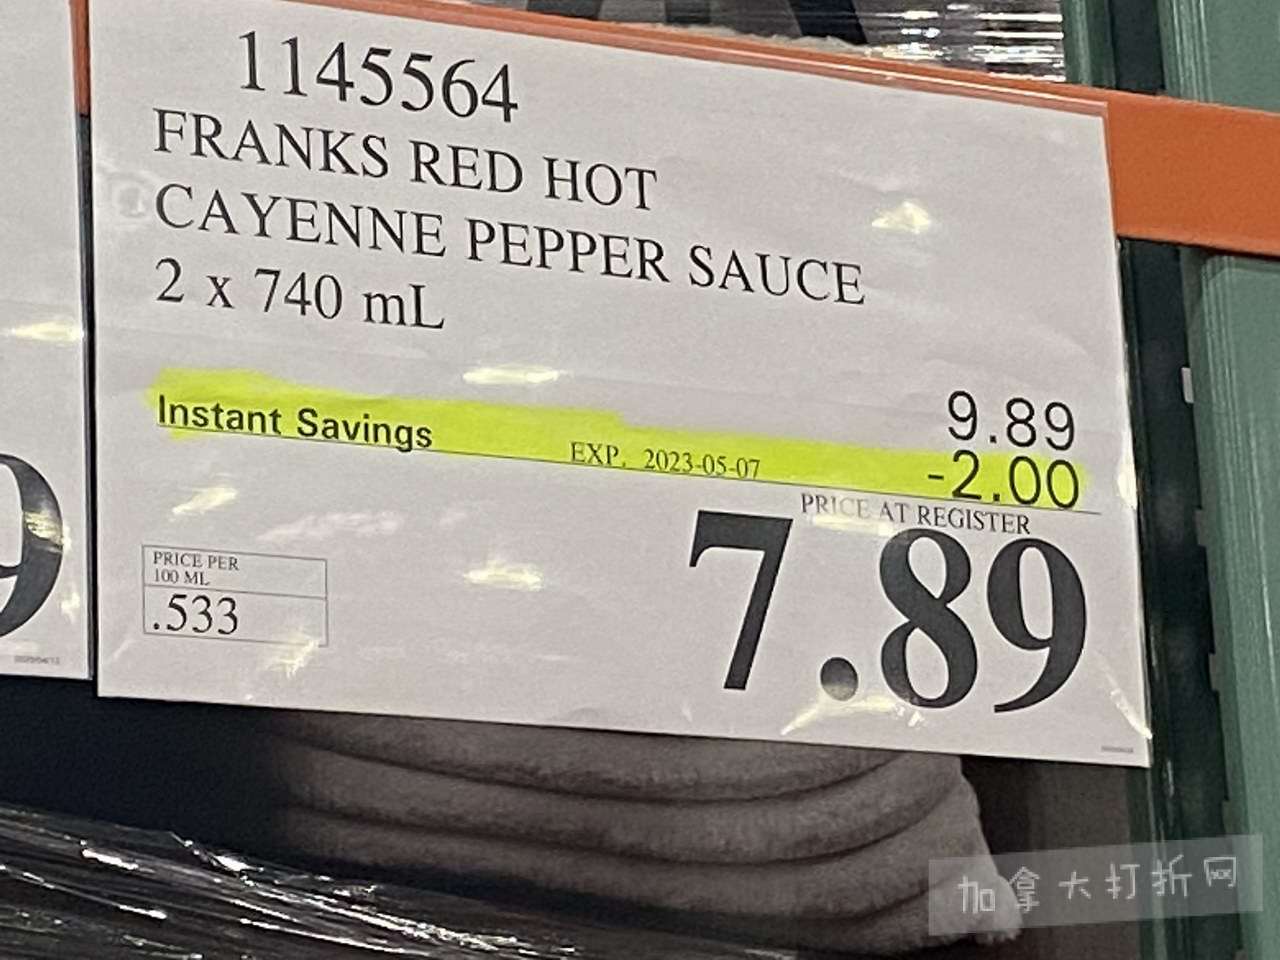 1145564
FRANKS RED HOT
CAYENNE PEPPER SAUCE
2 x 740 mL
9.89
Instant Savings EXP. 2023-05-07 -2.00
PRICE AT REGISTER
7.89
PRICE PER
100 ML
.533
9
加拿大打折网